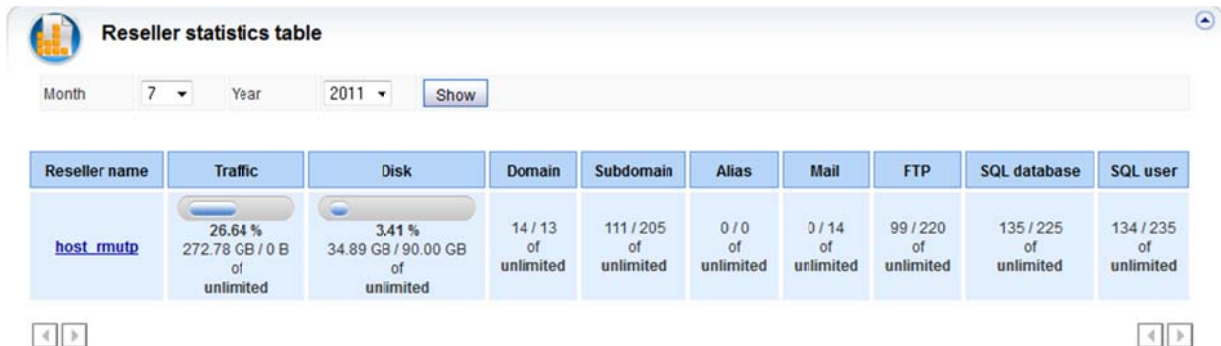 Reseller statistics table
Month 7 Year 2011 Show
Reseller name Traffic Disk Domain Subdomain Alias Mail FTP SQL database SQL user
host_rmutp
26.64 %
272.78 GB / 0 B
of
unlimited
3.41 %
34.89 GB / 90.00 GB
of
unlimited
14 / 13
of
unlimited
111 / 205
of
unlimited
0 / 0
of
unlimited
0 / 14
of
unlimited
99 / 220
of
unlimited
135 / 225
of
unlimited
134 / 235
of
unlimited